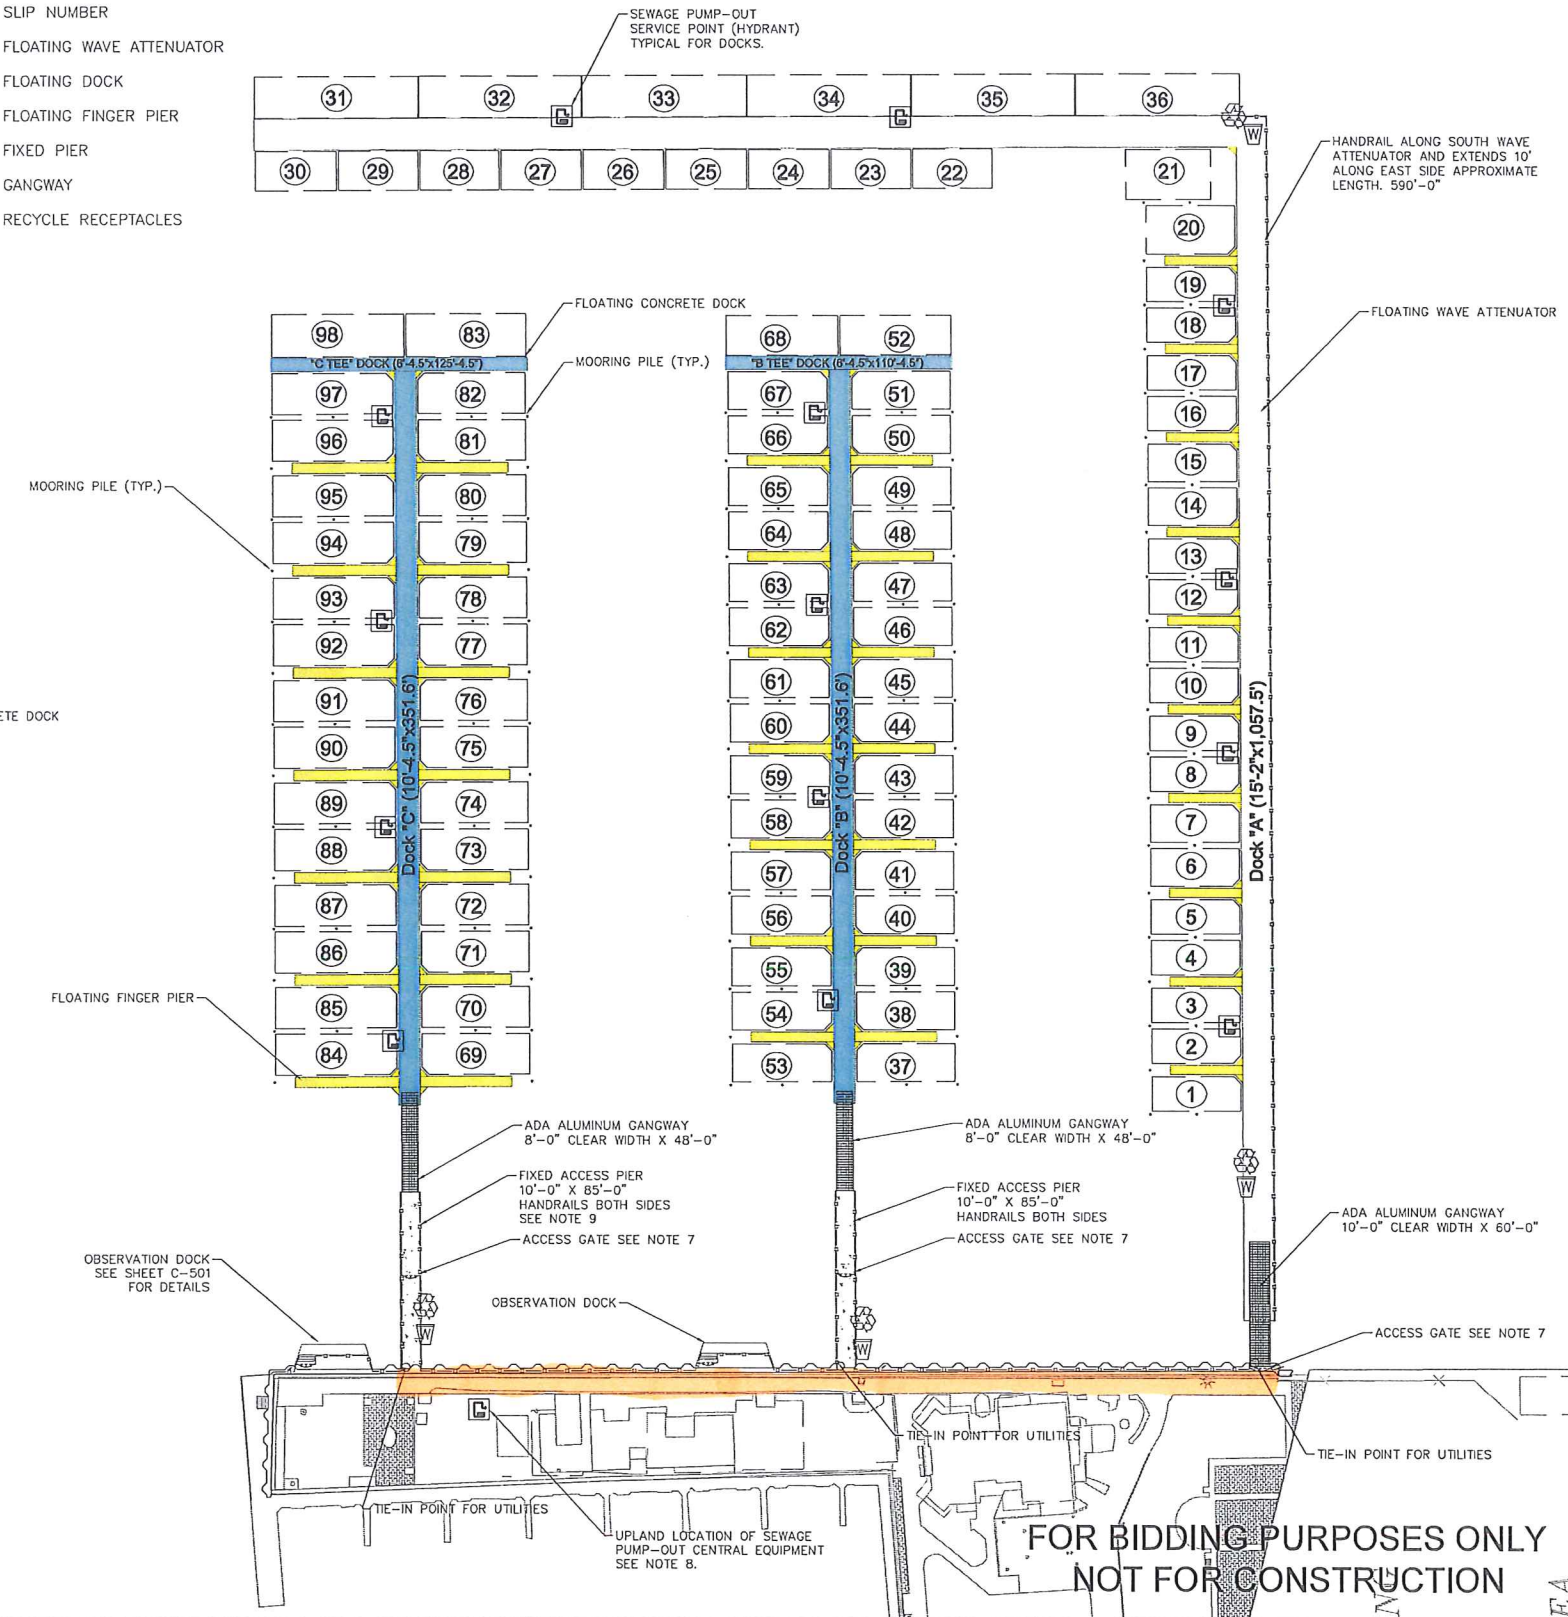 SLIP NUMBER
FLOATING WAVE ATTENUATOR
FLOATING DOCK
FLOATING FINGER PIER
FIXED PIER
GANGWAY
RECYCLE RECEPTACLES
SEWAGE PUMP-OUT
SERVICE POINT (HYDRANT)
TYPICAL FOR DOCKS.
31
32
33
34
35
36
W
30
29
28
27
26
25
24
23
22
21
HANDRAIL ALONG SOUTH WAVE
ATTENUATOR AND EXTENDS 10'
ALONG EAST SIDE APPROXIMATE
LENGTH. 590'-0"
20
19
18
17
16
15
14
13
12
11
10
9
8
7
6
5
4
3
2
1
FLOATING WAVE ATTENUATOR
Dock "A" (15'-2"x1,057.5')
FLOATING CONCRETE DOCK
MOORING PILE (TYP.)
98
83
"C TEE" DOCK (6'-4.5"x125'-4.5")
97
82
96
81
95
80
94
79
93
78
92
77
91
76
90
75
89
74
88
73
87
72
86
71
85
70
84
69
Dock "C" (10'-4.5"x351.6')
68
52
"B TEE" DOCK (6'-4.5"x110'-4.5")
67
51
66
50
65
49
64
48
63
47
62
46
61
45
60
44
59
43
58
42
57
41
56
40
55
39
54
38
53
37
Dock "B" (10'-4.5"x351.6')
MOORING PILE (TYP.)
ETE DOCK
FLOATING FINGER PIER
ADA ALUMINUM GANGWAY
8'-0" CLEAR WIDTH X 48'-0"
FIXED ACCESS PIER
10'-0" X 85'-0"
HANDRAILS BOTH SIDES
SEE NOTE 9
ACCESS GATE SEE NOTE 7
ADA ALUMINUM GANGWAY
8'-0" CLEAR WIDTH X 48'-0"
FIXED ACCESS PIER
10'-0" X 85'-0"
HANDRAILS BOTH SIDES
ACCESS GATE SEE NOTE 7
W
ADA ALUMINUM GANGWAY
10'-0" CLEAR WIDTH X 60'-0"
OBSERVATION DOCK
SEE SHEET C-501
FOR DETAILS
OBSERVATION DOCK
W
W
ACCESS GATE SEE NOTE 7
TIE-IN POINT FOR UTILITIES
TIE-IN POINT FOR UTILITIES
TIE-IN POINT FOR UTILITIES
UPLAND LOCATION OF SEWAGE
PUMP-OUT CENTRAL EQUIPMENT
SEE NOTE 8.
FOR BIDDING PURPOSES ONLY
NOT FOR CONSTRUCTION